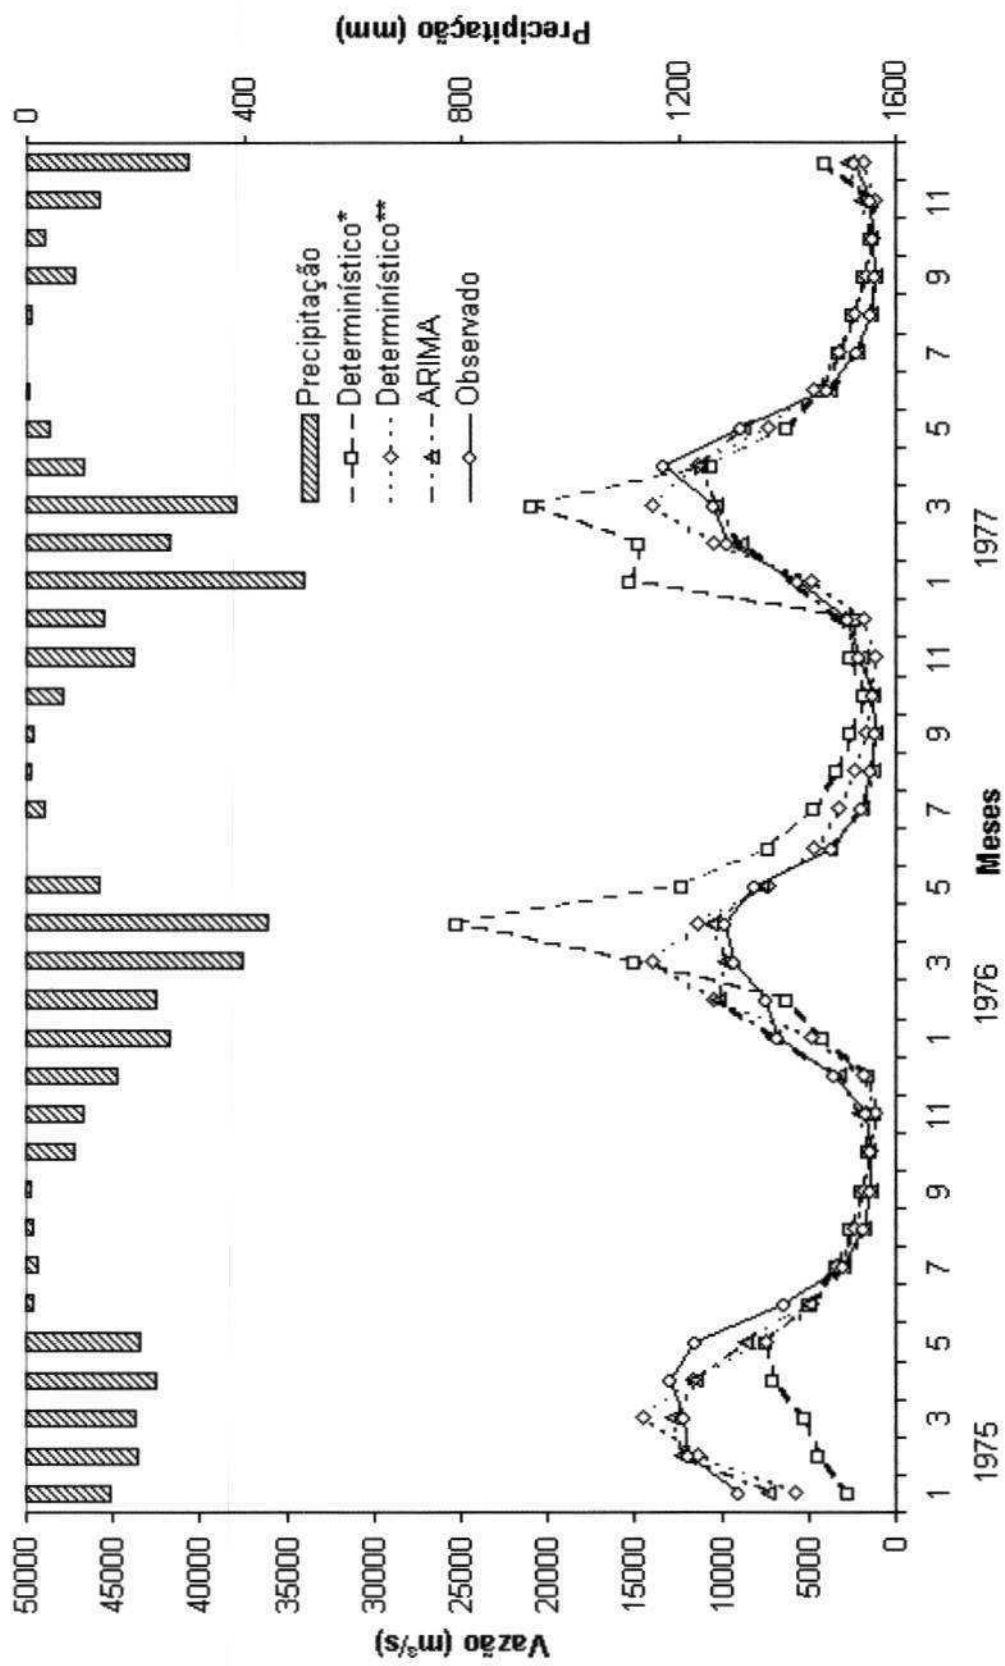 Precipitação (mm)
0
400
800
1200
1600
Precipitação
Determinístico*
Determinístico**
ARIMA
Observado
50000
45000
40000
35000
30000
25000
20000
15000
10000
5000
0
Vazão (m³/s)
1 3 5 7 9 11 1 3 5 7 9 11 1 3 5 7 9 11
1975 1976 1977
Meses